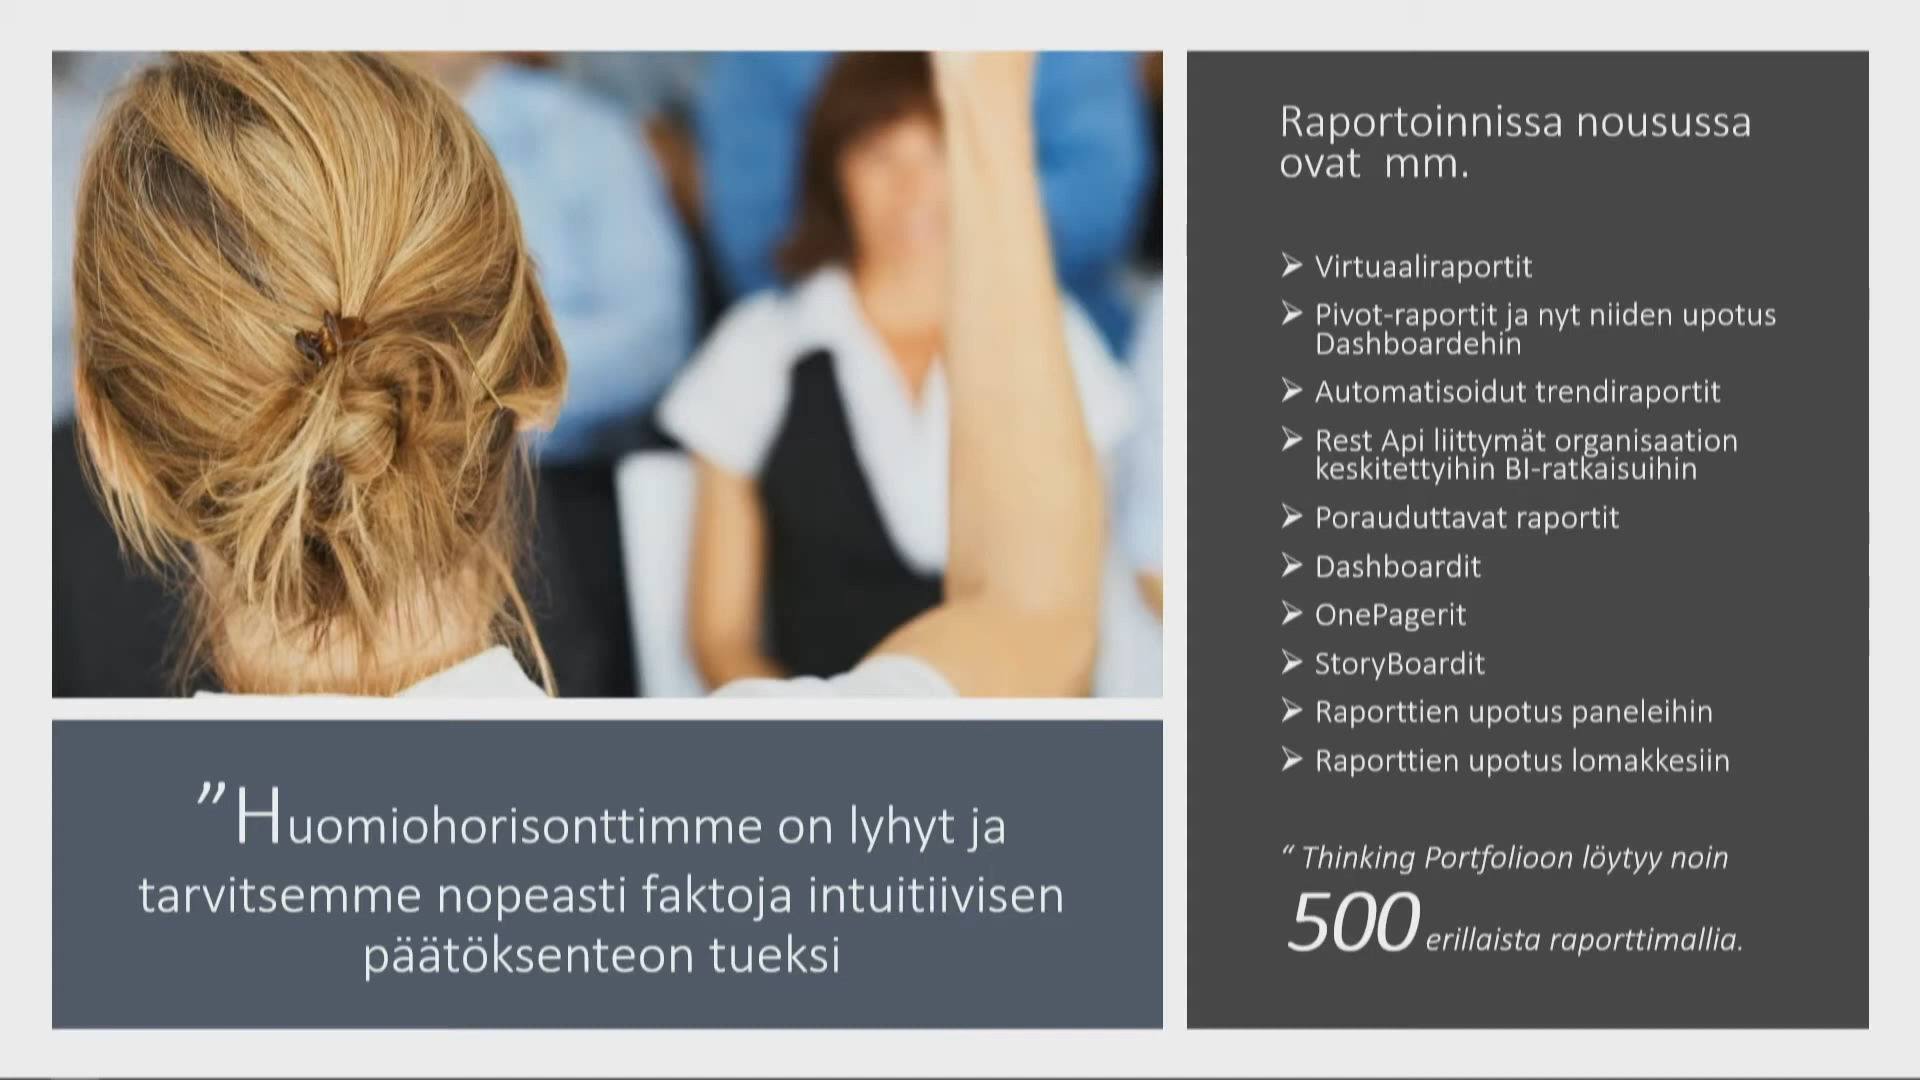 ”Huomiohorisonttimme on lyhyt ja
tarvitsemme nopeasti faktoja intuitiivisen
päätöksenteon tueksi
Raportoinnissa nousussa
ovat mm.
➢ Virtuaaliraportit
➢ Pivot-raportit ja nyt niiden upotus
Dashboardehin
➢ Automatisoidut trendiraportit
➢ Rest Api liittymät organisaation
keskitettyihin BI-ratkaisuihin
➢ Porauduttavat raportit
➢ Dashboardit
➢ OnePagerit
➢ StoryBoardit
➢ Raporttien upotus paneleihin
➢ Raporttien upotus lomakkesiin
“ Thinking Portfolioon löytyy noin
500 erillaista raporttimallia.